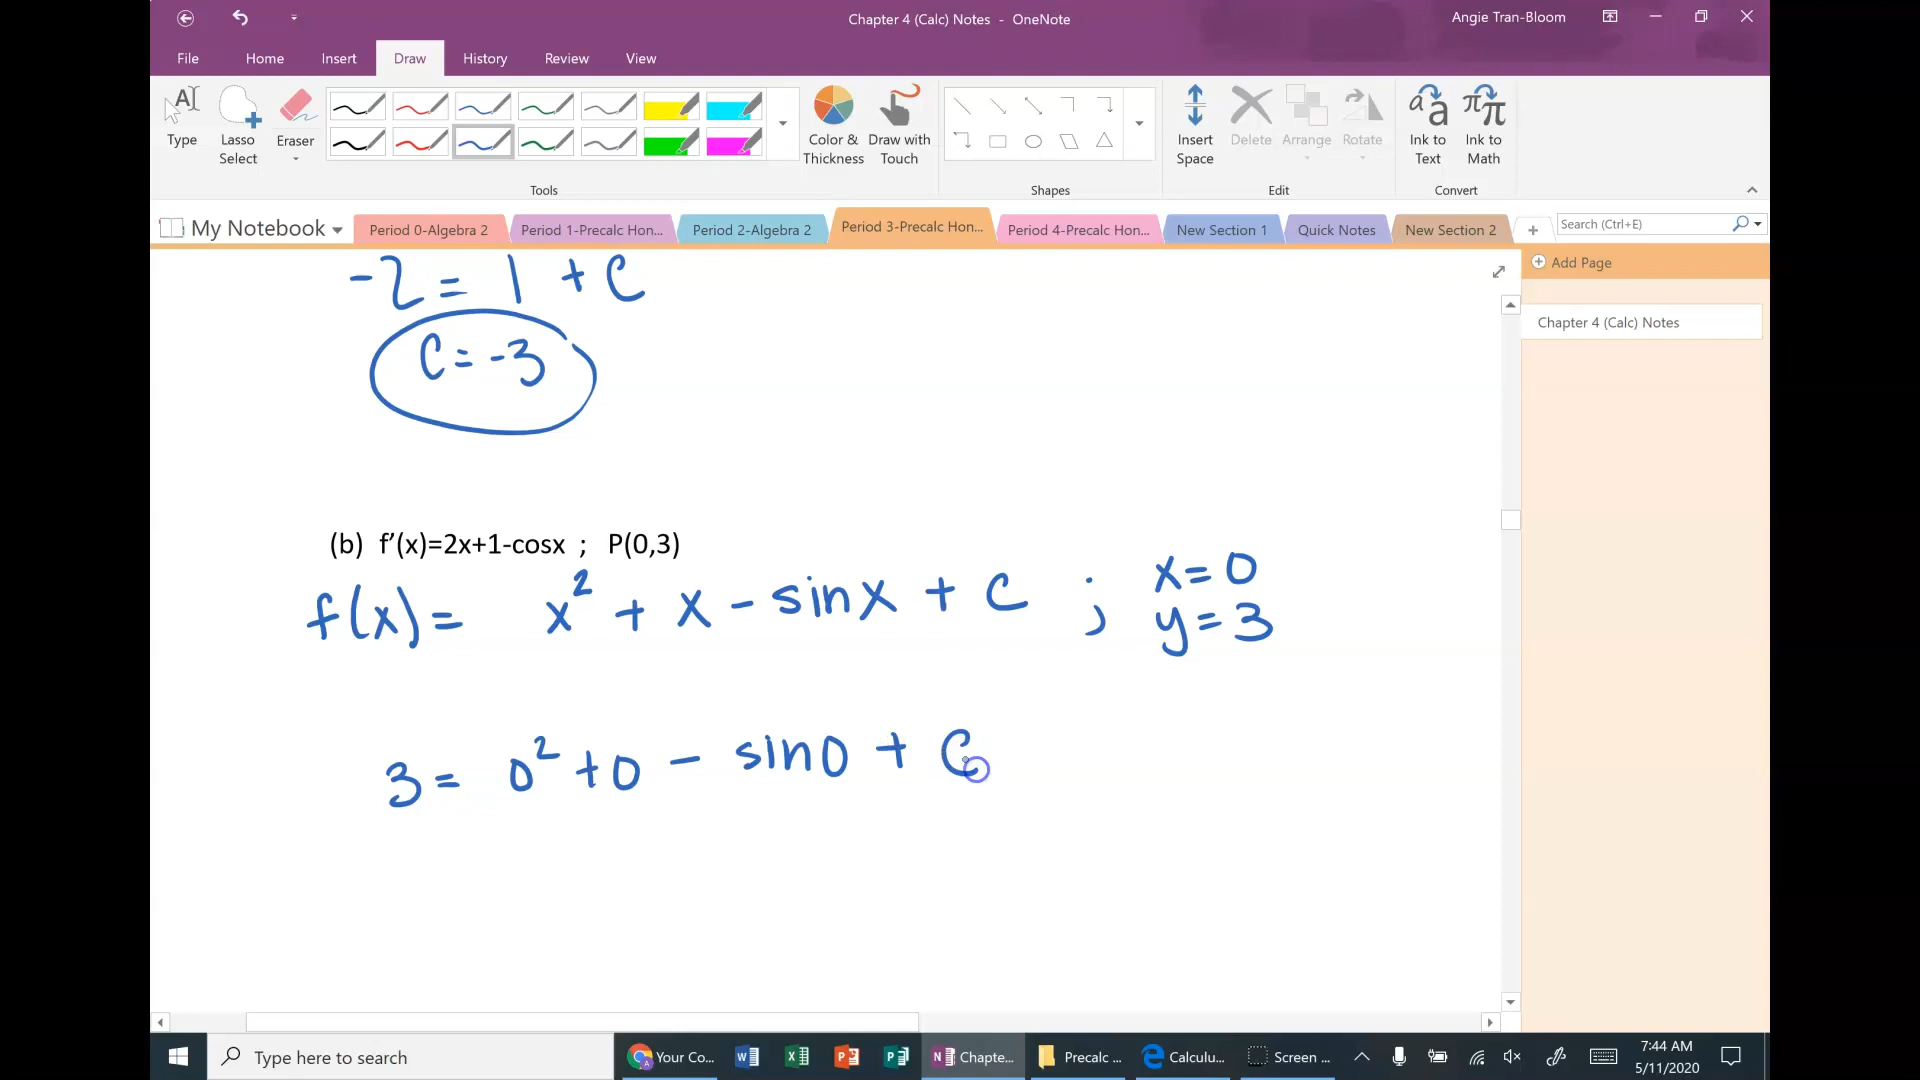 Chapter 4 (Calc) Notes - OneNote
Angie Tran-Bloom
File Home Insert Draw History Review View
Type
Lasso Select
Eraser
Color & Thickness
Draw with Touch
Insert Space
Delete
Arrange
Rotate
Ink to Text
Ink to Math
Tools
Shapes
Edit
Convert
My Notebook
Period 0-Algebra 2
Period 1-Precalc Hon...
Period 2-Algebra 2
Period 3-Precalc Hon...
Period 4-Precalc Hon...
New Section 1
Quick Notes
New Section 2
Search (Ctrl+E)
Add Page
Chapter 4 (Calc) Notes
-2 = 1 + C
C = -3
(b) f'(x)=2x+1-cosx ; P(0,3)
f(x) = x² + x - sinx + C ; x = 0
y = 3
3 = 0² + 0 - sin0 + C
Type here to search
Your Co...
Chapte...
Precalc ...
Calculu...
Screen ...
7:44 AM
5/11/2020